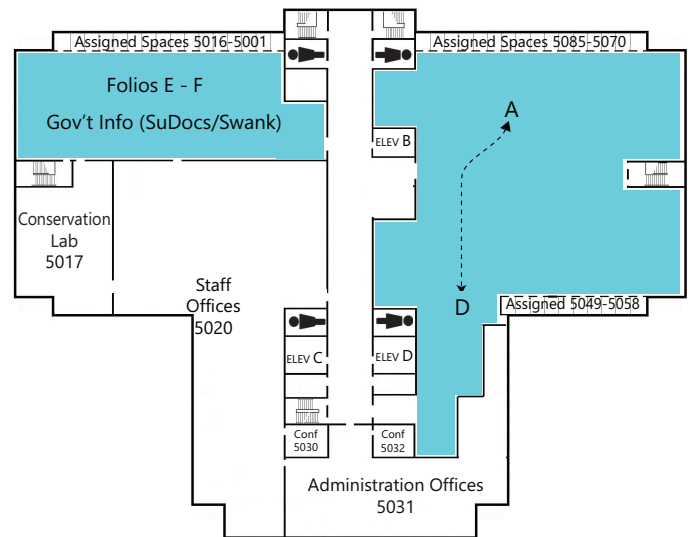 Assigned Spaces 5016-5001
Assigned Spaces 5085-5070
Folios E - F
Gov't Info (SuDocs/Swank)
A
ELEV B
Conservation
Lab
5017
Staff
Offices
5020
D
Assigned 5049-5058
ELEV C
ELEV D
Conf
5030
Conf
5032
Administration Offices
5031